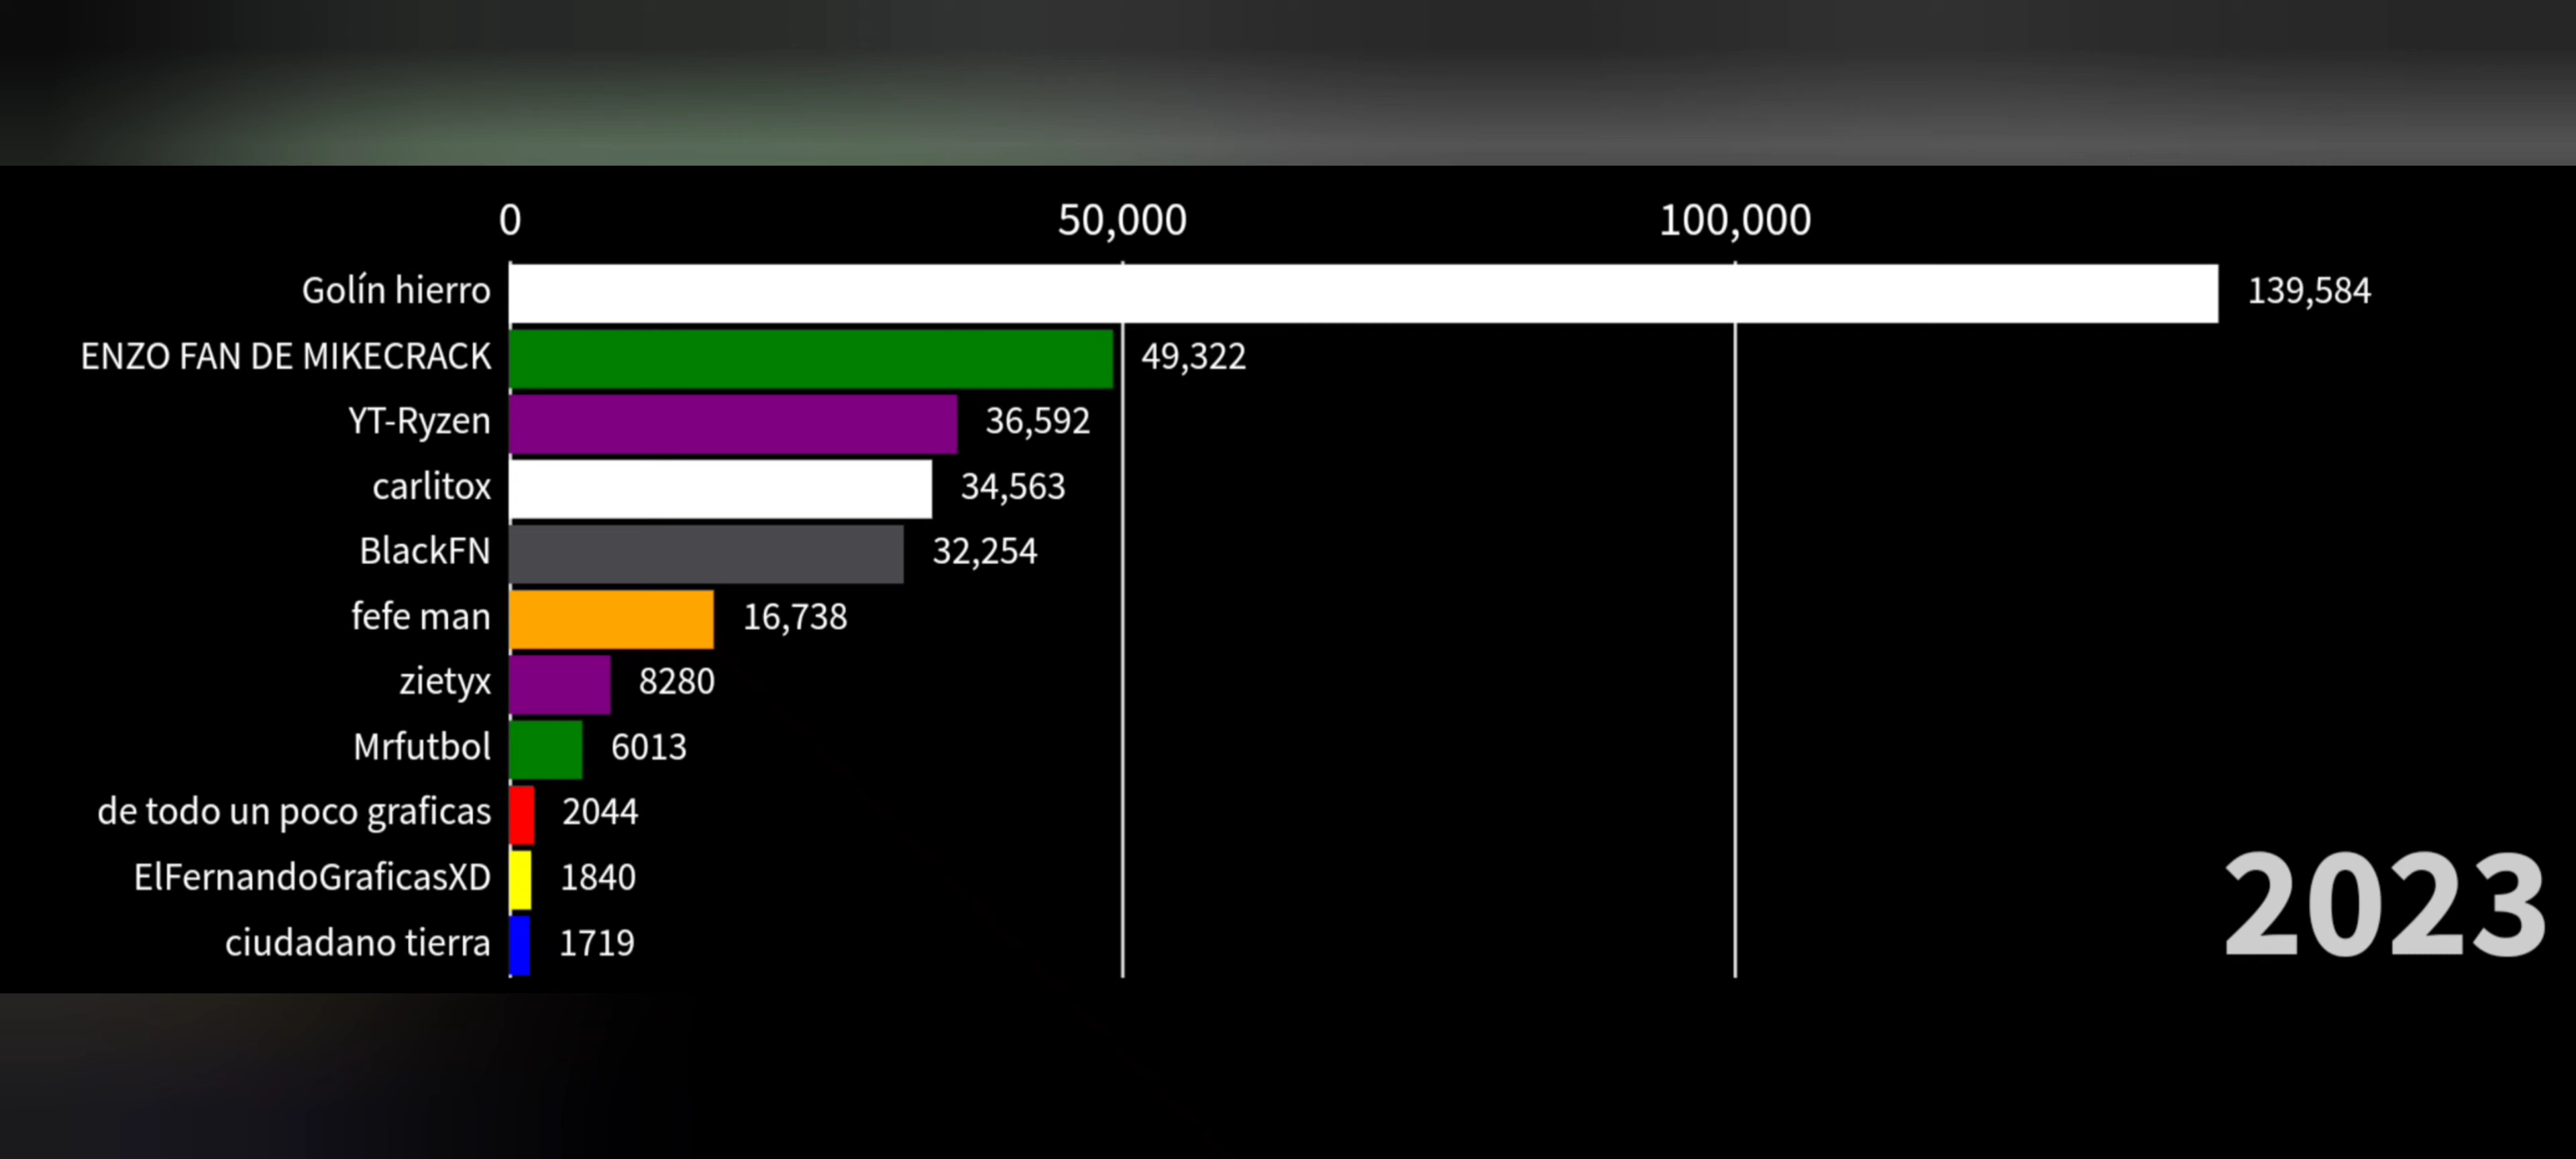 0 50,000 100,000
Golín hierro 139,584
ENZO FAN DE MIKECRACK 49,322
YT-Ryzen 36,592
carlitox 34,563
BlackFN 32,254
fefe man 16,738
zietyx 8280
Mrfutbol 6013
de todo un poco graficas 2044
ElFernandoGraficasXD 1840
ciudadano tierra 1719
2023